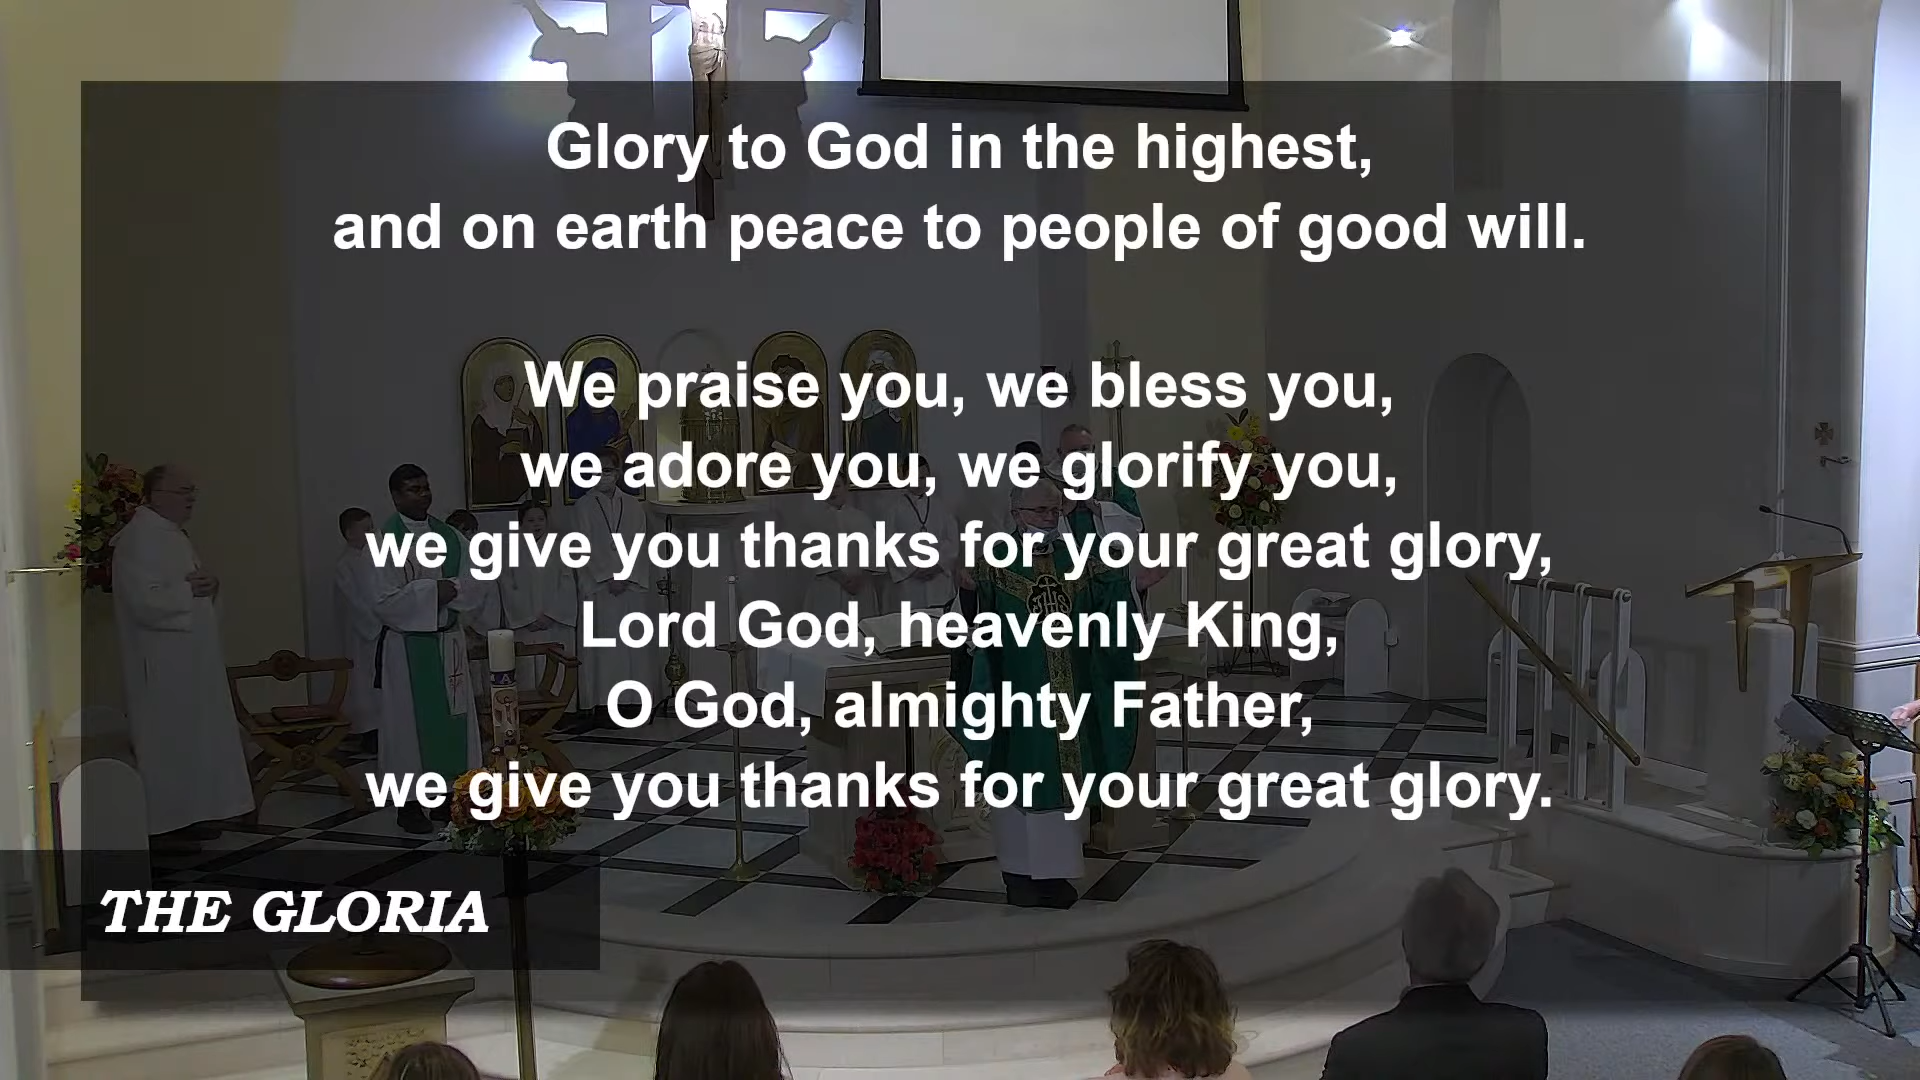 Glory to God in the highest,
and on earth peace to people of good will.
We praise you, we bless you,
we adore you, we glorify you,
we give you thanks for your great glory,
Lord God, heavenly King,
O God, almighty Father,
we give you thanks for your great glory.
THE GLORIA
IHS